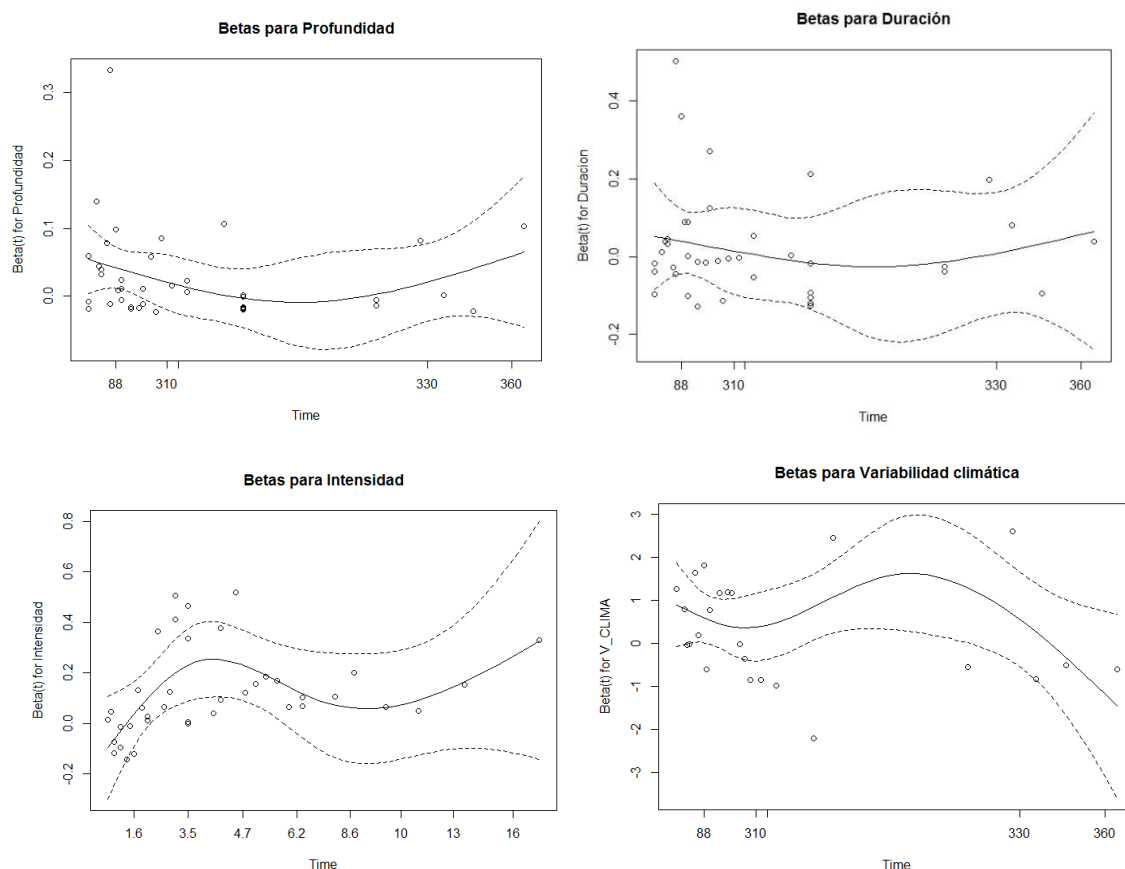 Betas para Profundidad
Beta(t) for Profundidad
0.3
0.2
0.1
0.0
88 310 330 360
Time
Betas para Duración
Beta(t) for Duracion
0.4
0.2
0.0
-0.2
88 310 330 360
Time
Betas para Intensidad
Beta(t) for Intensidad
0.8
0.6
0.4
0.2
0.0
-0.2
1.6 3.5 4.7 6.2 8.6 10 13 16
Time
Betas para Variabilidad climática
Beta(t) for V_CLIMA
3
2
1
0
-1
-2
-3
88 310 330 360
Time